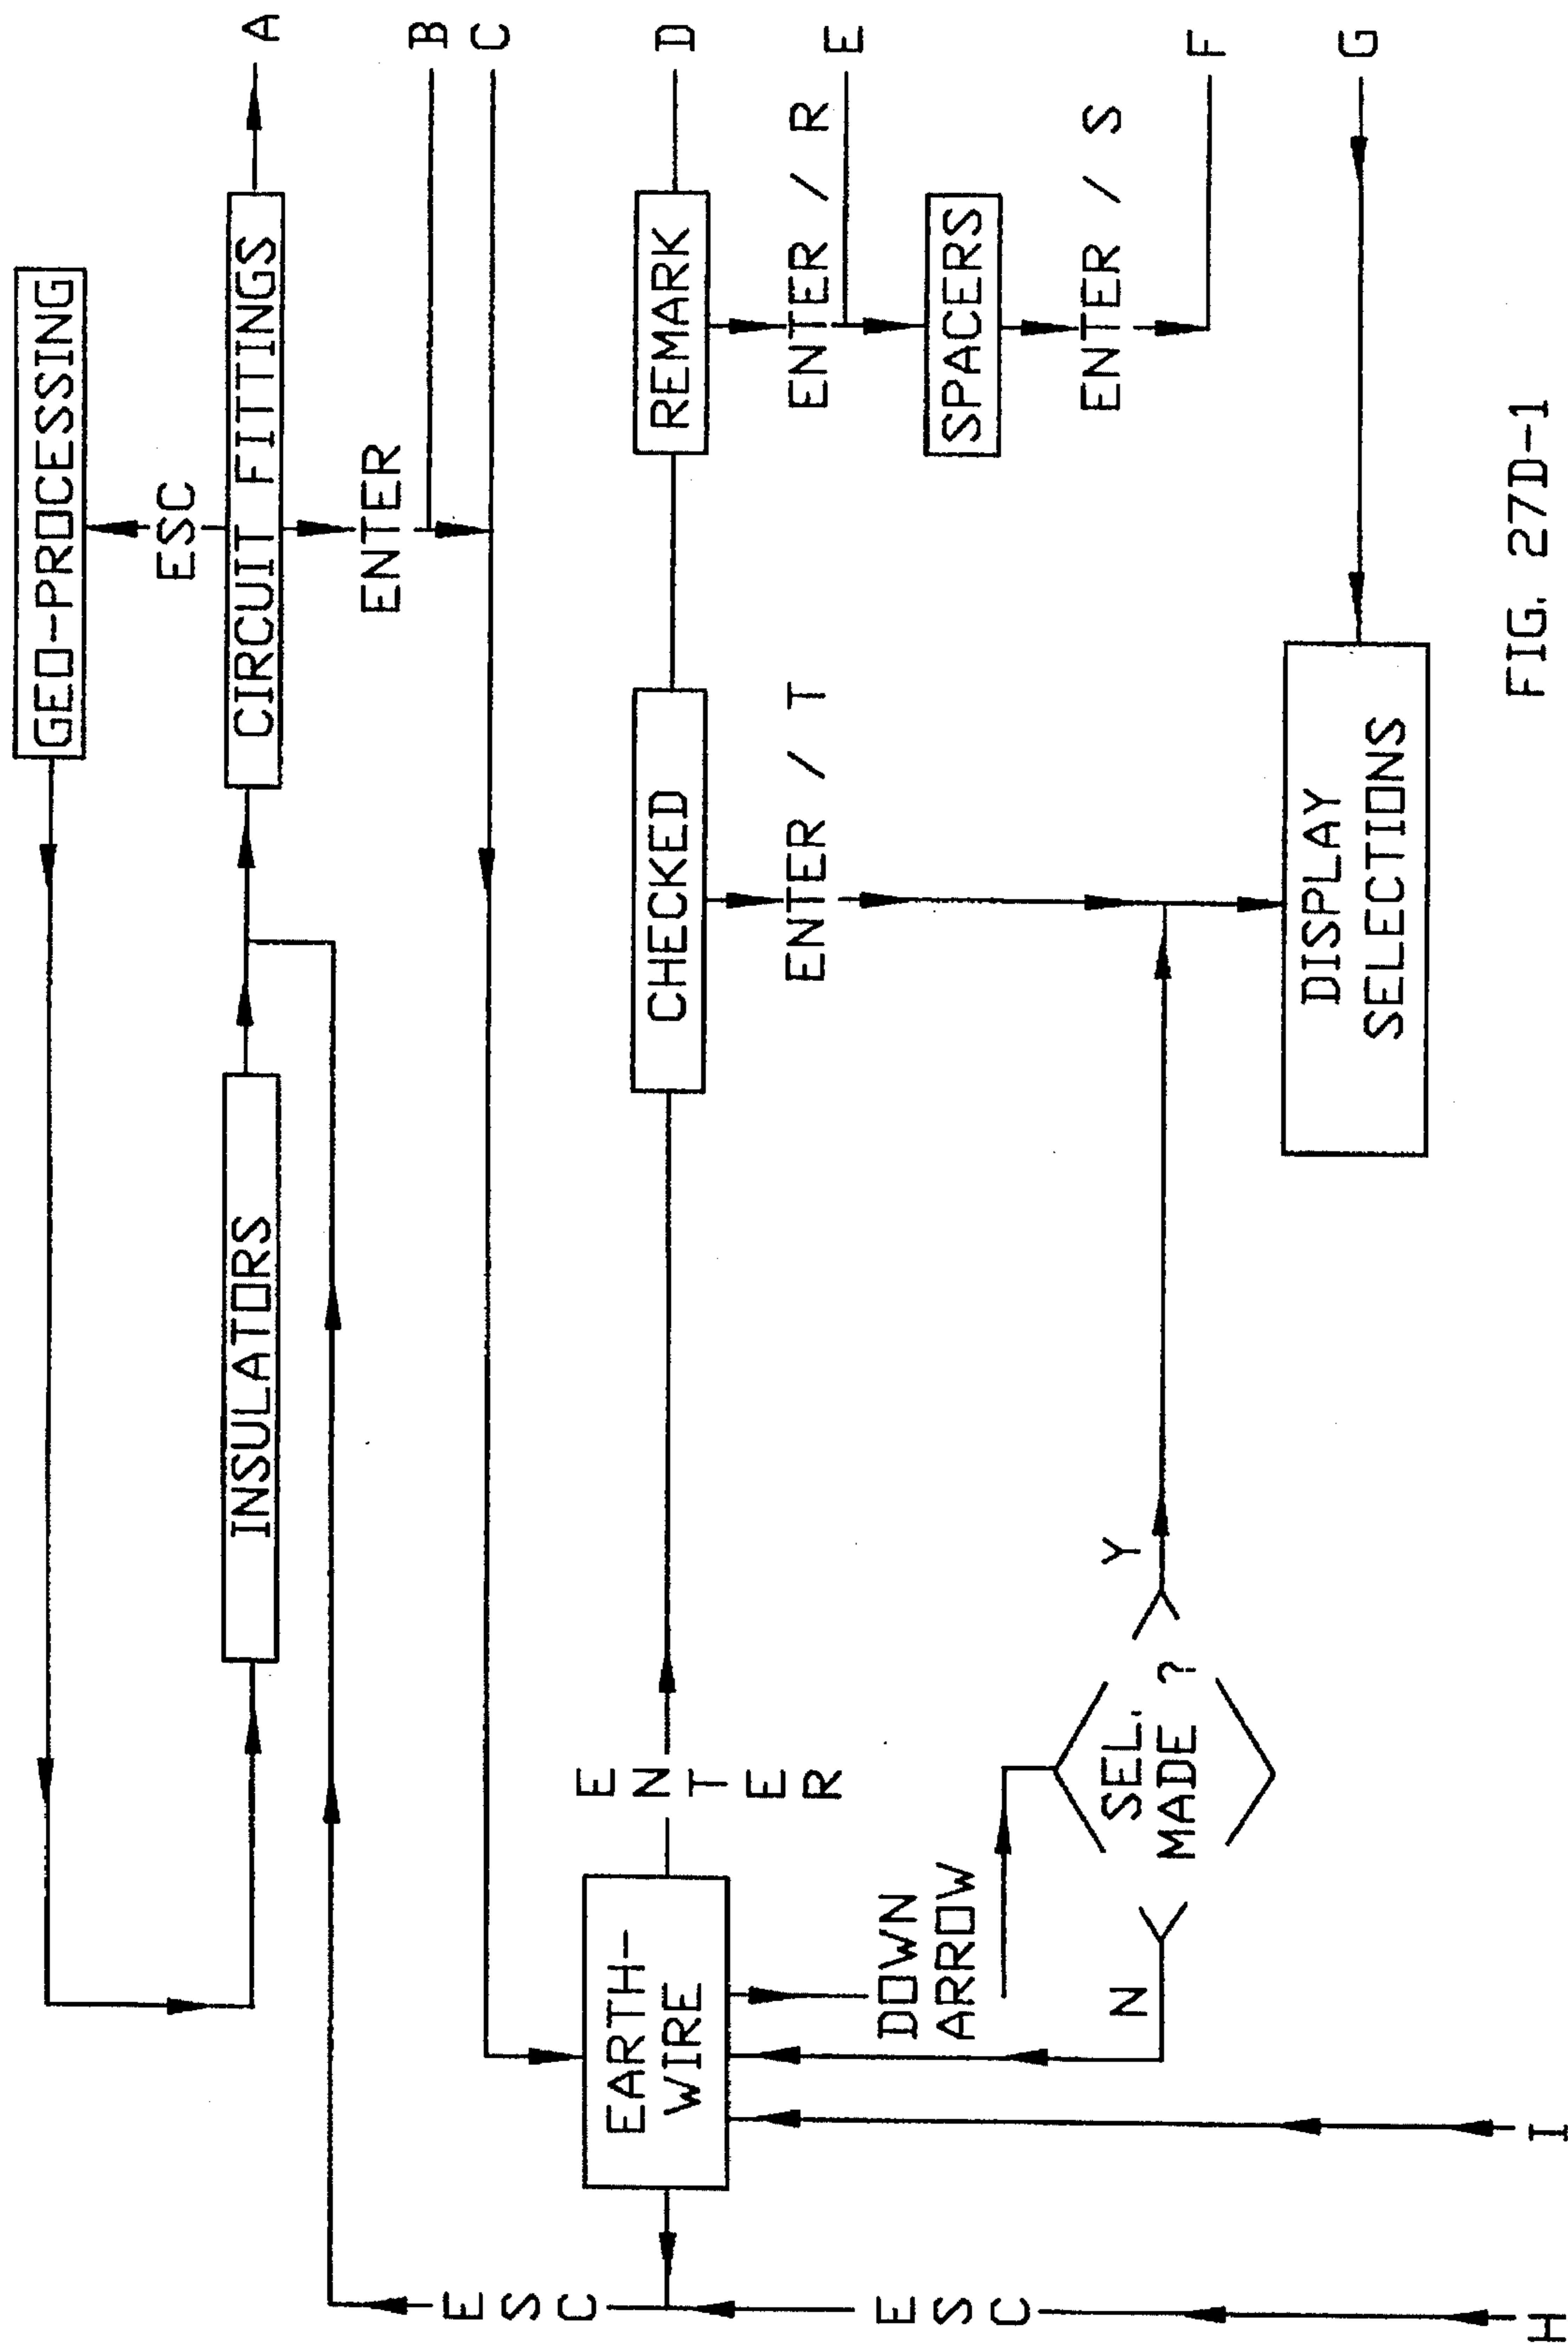 GEO-PROCESSING
ESC
INSULATORS
CIRCUIT FITTINGS
A
ENTER
B
C
ESC
EARTH-
WIRE
ENTER
CHECKED
REMARK
D
ENTER / T
ENTER / R
E
DOWN
ARROW
SPACERS
N
SEL.
MADE ?
Y
ENTER / S
F
ESC
DISPLAY
SELECTIONS
G
H
I
FIG. 27D-1